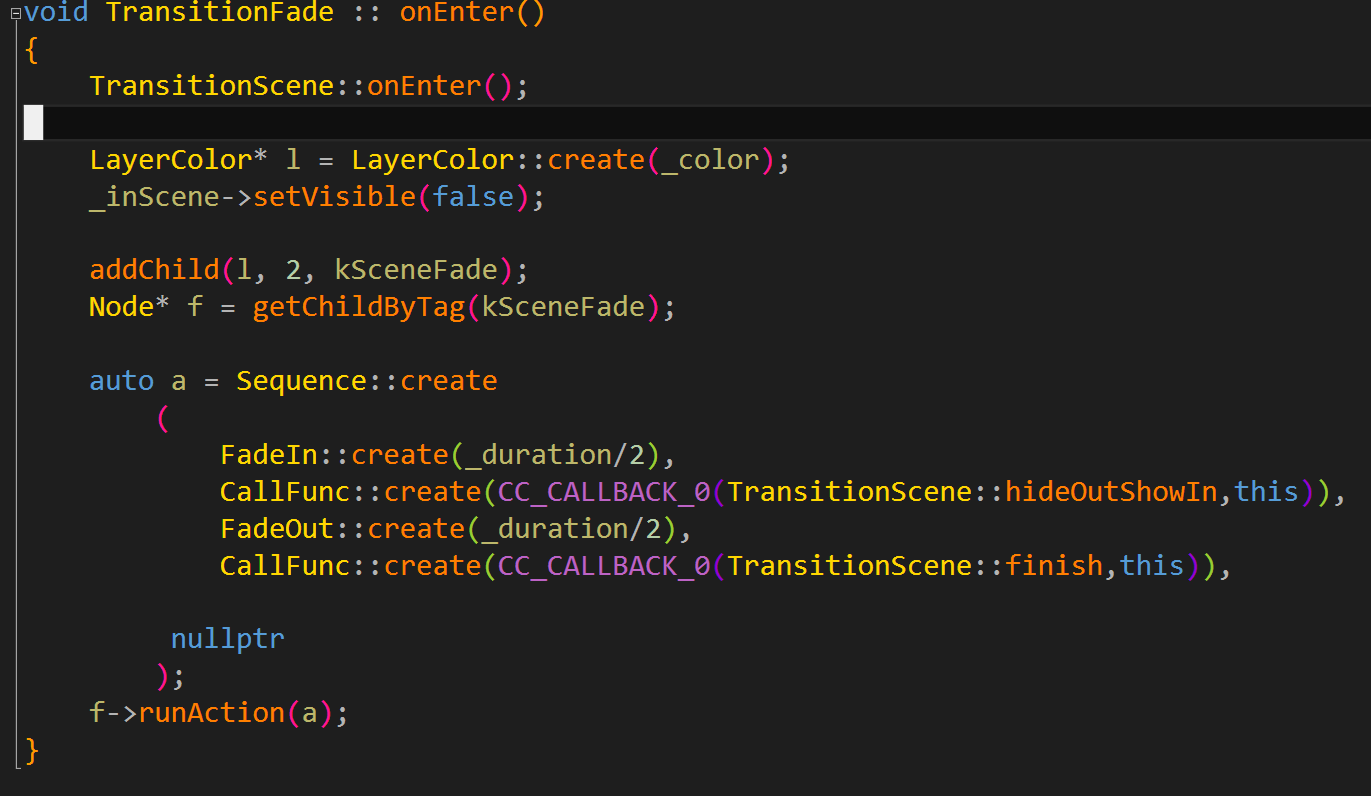 void TransitionFade :: onEnter()
{
    TransitionScene::onEnter();
    LayerColor* l = LayerColor::create(_color);
    _inScene->setVisible(false);
    addChild(l, 2, kSceneFade);
    Node* f = getChildByTag(kSceneFade);
    auto a = Sequence::create
        (
            FadeIn::create(_duration/2),
            CallFunc::create(CC_CALLBACK_0(TransitionScene::hideOutShowIn,this)),
            FadeOut::create(_duration/2),
            CallFunc::create(CC_CALLBACK_0(TransitionScene::finish,this)),
         nullptr
        );
    f->runAction(a);
}